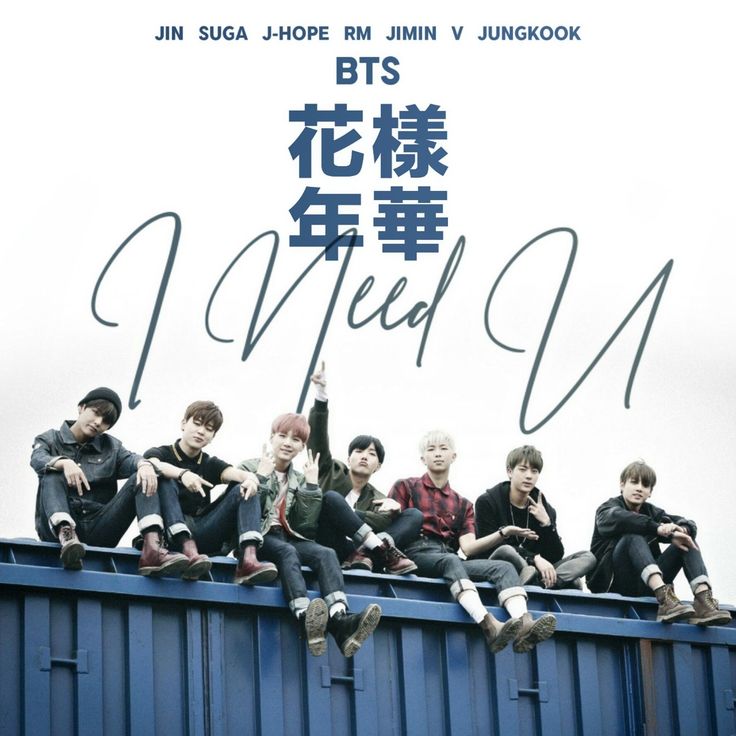 JIN SUGA J-HOPE RM JIMIN V JUNGKOOK
BTS
花樣
年華
I Need U